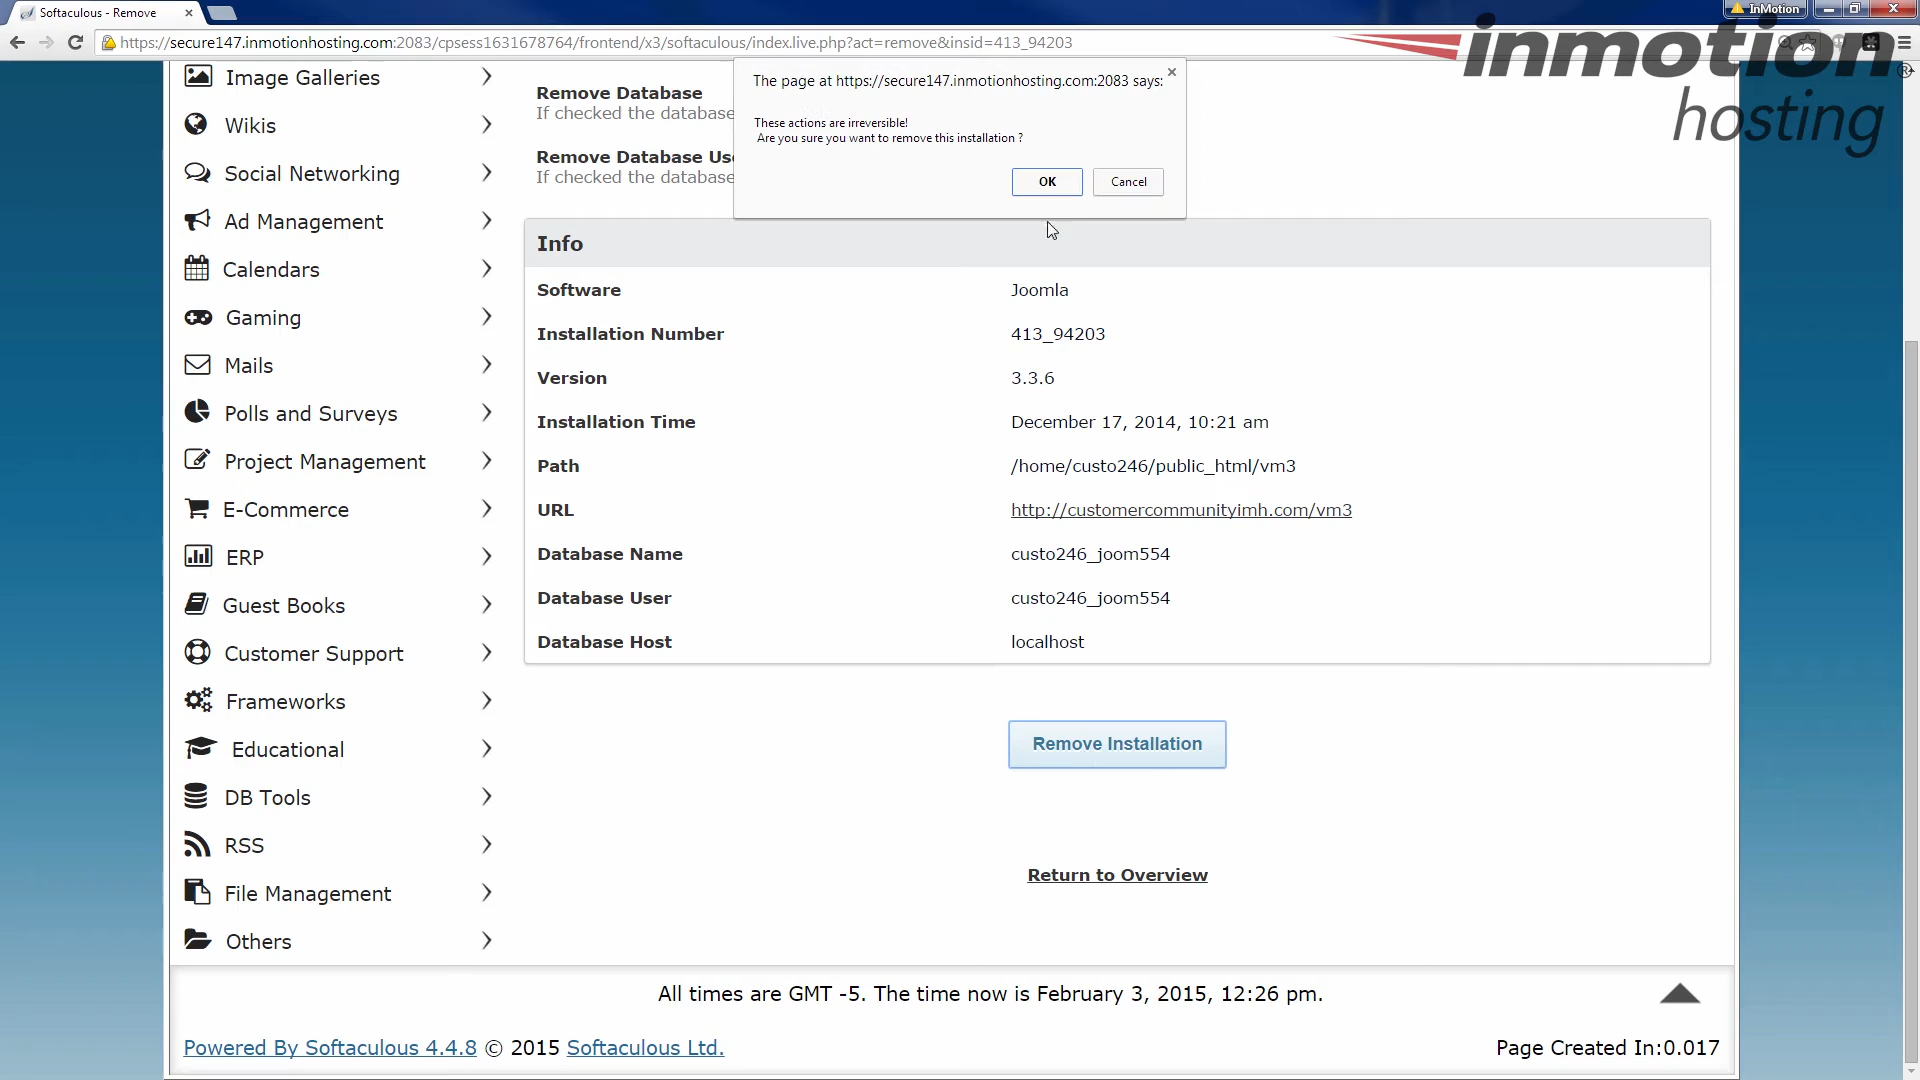 Softaculous - Remove
InMotion
https://secure147.inmotionhosting.com:2083/cpsess1631678764/frontend/x3/softaculous/index.live.php?act=remove&insid=413_94203
inmotion
hosting
The page at https://secure147.inmotionhosting.com:2083 says:
These actions are irreversible!
Are you sure you want to remove this installation ?
OK
Cancel
Image Galleries
Wikis
Social Networking
Ad Management
Calendars
Gaming
Mails
Polls and Surveys
Project Management
E-Commerce
ERP
Guest Books
Customer Support
Frameworks
Educational
DB Tools
RSS
File Management
Others
Remove Database
If checked the database
Remove Database Us
If checked the database
Info
Software Joomla
Installation Number 413_94203
Version 3.3.6
Installation Time December 17, 2014, 10:21 am
Path /home/custo246/public_html/vm3
URL http://customercommunityimh.com/vm3
Database Name custo246_joom554
Database User custo246_joom554
Database Host localhost
Remove Installation
Return to Overview
All times are GMT -5. The time now is February 3, 2015, 12:26 pm.
Powered By Softaculous 4.4.8 © 2015 Softaculous Ltd.
Page Created In:0.017